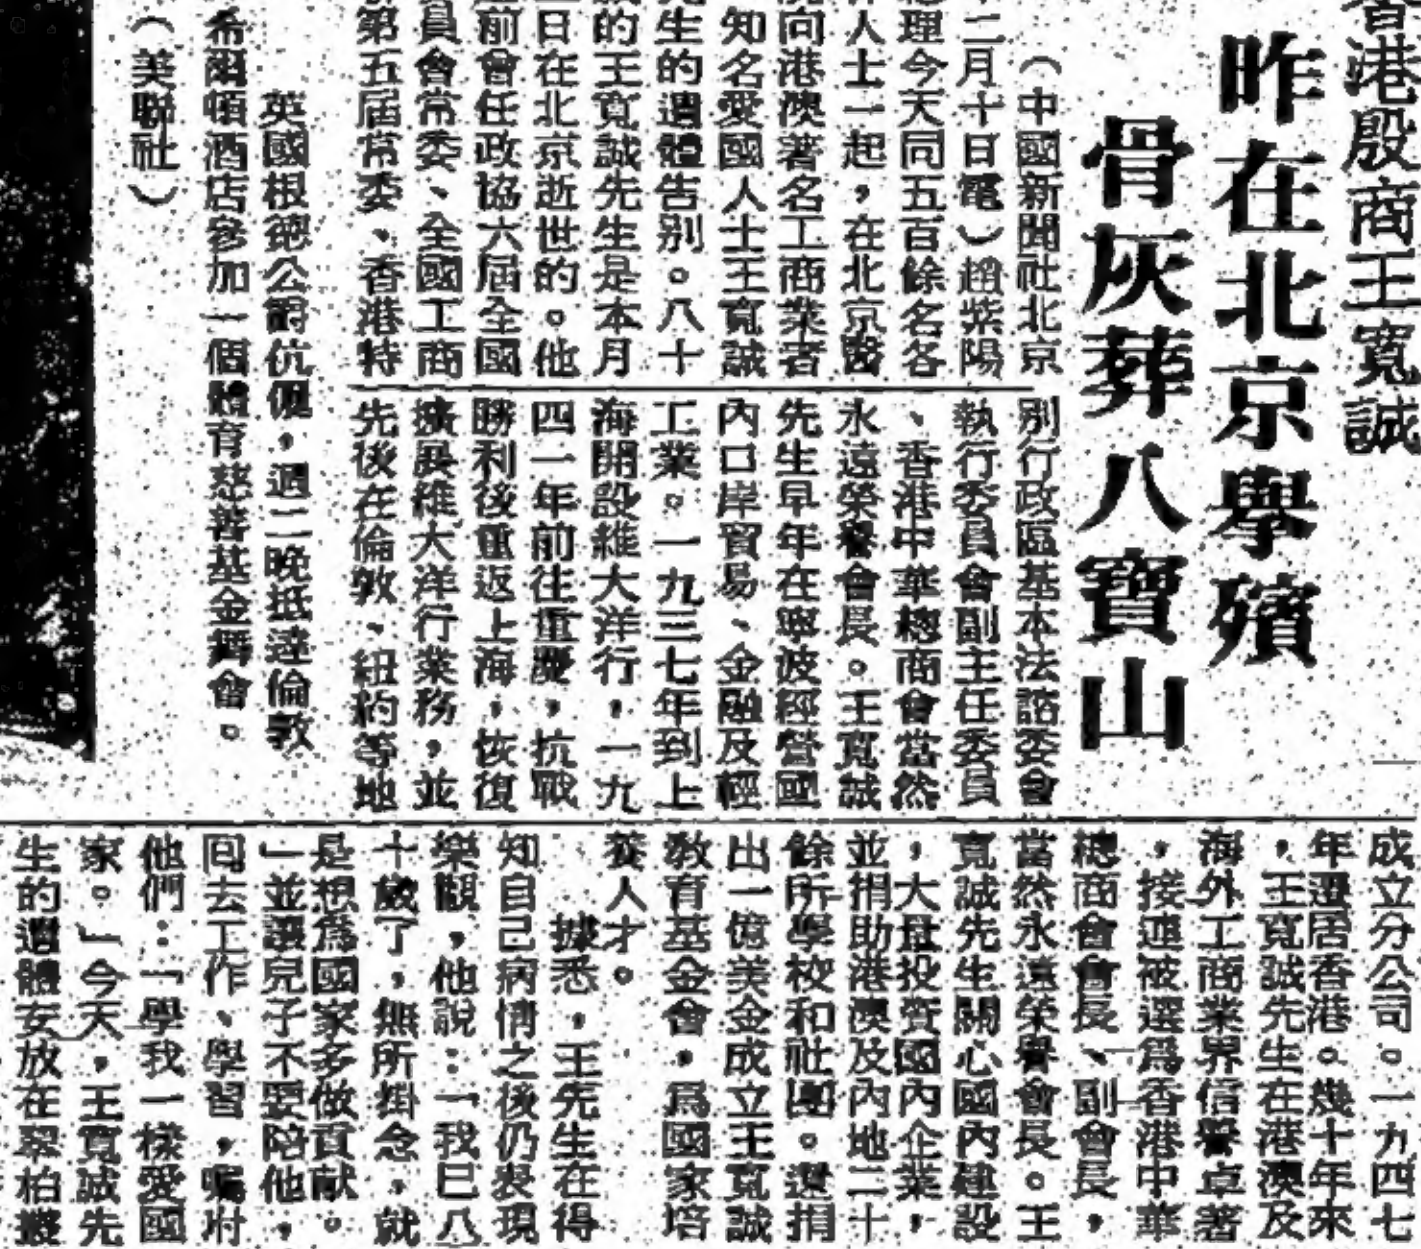 香港殷商王寬誠
昨在北京舉殯
骨灰葬八寶山
（中國新聞社北京
二月十日電）趙紫陽
總理今天同五百餘名各
界人士一起，在北京醫
院向港澳著名工商業者
知名愛國人士王寬誠
先生的遺體告別。八十
歲的王寬誠先生是本月
日在北京逝世的。他
前會任政協六屆全國
委員會常委、全國工商
聯第五屆常委、香港特
別行政區基本法諮委會
執行委員會副主任委員
、香港中華總商會當然
永遠榮譽會長。王寬誠
先生早年在寧波經營國
內口岸貿易、金融及輕
工業。一九三七年到上
海開設維大洋行，一九
四一年前往重慶，抗戰
勝利後重返上海，恢復
擴展維大洋行業務，並
先後在倫敦、紐約等地
成立分公司。一九四七
年遷居香港。幾十年來
，王寬誠先生在港澳及
海外工商業界信譽卓著
，接連被選為香港中華
總商會會長、副會長，
當然永遠榮譽會長。王
寬誠先生關心國內建設
，大量投資國內企業，
並捐助港澳及內地二十
餘所學校和社團。還捐
出一億美金成立王寬誠
教育基金會，為國家培
養人才。
據悉，王先生在得
知自己病情之後仍表現
樂觀，他說：「我已八
十歲了，無所掛念，就
是想為國家多做貢献。
」並讓兒子不要陪他，
回去工作、學習，囑咐
他們：「學我一樣愛國
家。」今天，王寬誠先
生的遺體安放在翠柏叢
英國根德公爵伉儷，週二晚抵達倫敦
希爾頓酒店參加一個體育慈善基金舞會。
（美聯社）